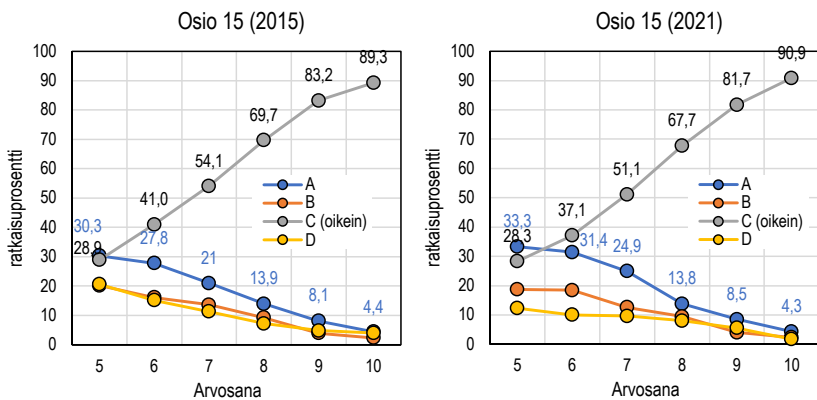 Osio 15 (2015)
ratkaisuprosentti
100
90
80
70
60
50
40
30
20
10
0
89,3
83,2
69,7
54,1
41,0
28,9
30,3
27,8
21
13,9
8,1
4,4
A
B
C (oikein)
D
5 6 7 8 9 10
Arvosana
Osio 15 (2021)
ratkaisuprosentti
100
90
80
70
60
50
40
30
20
10
0
90,9
81,7
67,7
51,1
37,1
28,3
33,3
31,4
24,9
13,8
8,5
4,3
A
B
C (oikein)
D
5 6 7 8 9 10
Arvosana